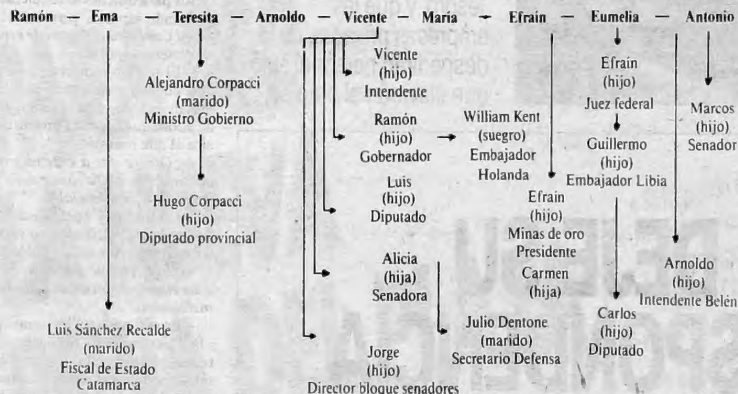 Ramón — Ema — Teresita — Arnoldo — Vicente — María — Efraín — Eumelia — Antonio
Luis Sánchez Recalde
(marido)
Fiscal de Estado
Catamarca
Alejandro Corpacci
(marido)
Ministro Gobierno
Hugo Corpacci
(hijo)
Diputado provincial
Vicente
(hijo)
Intendente
Ramón
(hijo)
Gobernador
Luis
(hijo)
Diputado
Alicia
(hija)
Senadora
Jorge
(hijo)
Director bloque senadores
William Kent
(suegro)
Embajador
Holanda
Julio Dentone
(marido)
Secretario Defensa
Efraín
(hijo)
Minas de oro
Presidente
Carmen
(hija)
Efraín
(hijo)
Juez federal
Guillermo
(hijo)
Embajador Libia
Carlos
(hijo)
Diputado
Marcos
(hijo)
Senador
Arnoldo
(hijo)
Intendente Belén